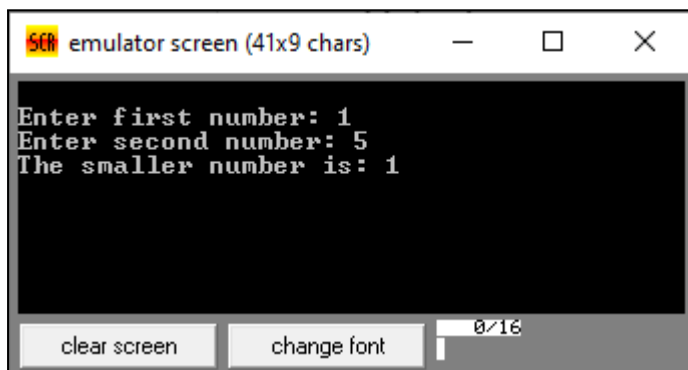 SCR emulator screen (41x9 chars)
Enter first number: 1
Enter second number: 5
The smaller number is: 1
clear screen
change font
0/16